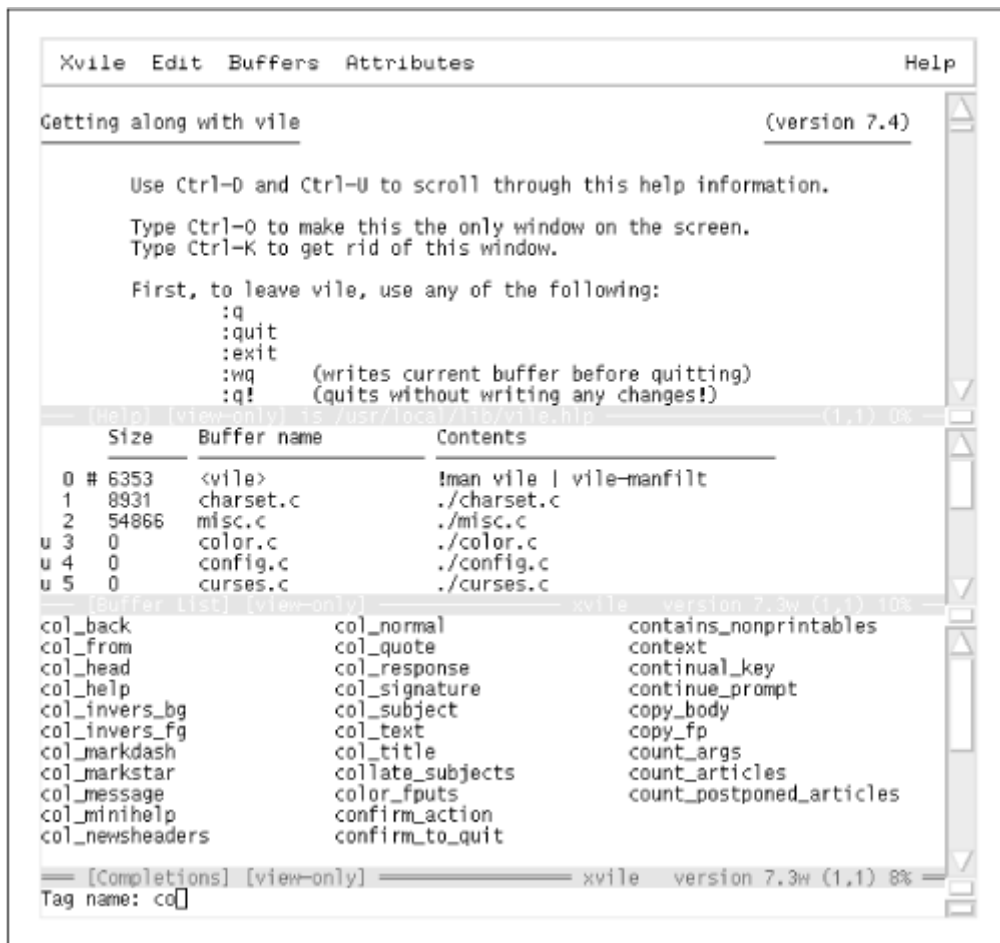 Xvile Edit Buffers Attributes Help
Getting along with vile (version 7.4)
Use Ctrl-D and Ctrl-U to scroll through this help information.
Type Ctrl-O to make this the only window on the screen.
Type Ctrl-K to get rid of this window.
First, to leave vile, use any of the following:
:q
:quit
:exit
:wq (writes current buffer before quitting)
:q! (quits without writing any changes!)
[Help] [view-only] is /usr/local/lib/vile.hlp (1,1) 0%
Size Buffer name Contents
0 # 6353 <vile> !man vile | vile-manfilt
1 8931 charset.c ./charset.c
2 54866 misc.c ./misc.c
u 3 0 color.c ./color.c
u 4 0 config.c ./config.c
u 5 0 curses.c ./curses.c
[Buffer List] [view-only] xvile version 7.3w (1,1) 10%
col_back col_normal contains_nonprintables
col_from col_quote context
col_head col_response continual_key
col_help col_signature continue_prompt
col_invers_bg col_subject copy_body
col_invers_fg col_text copy_fp
col_markdash col_title count_args
col_markstar collate_subjects count_articles
col_message color_fputs count_postponed_articles
col_minihelp confirm_action
col_newsheaders confirm_to_quit
[Completions] [view-only] xvile version 7.3w (1,1) 8%
Tag name: co